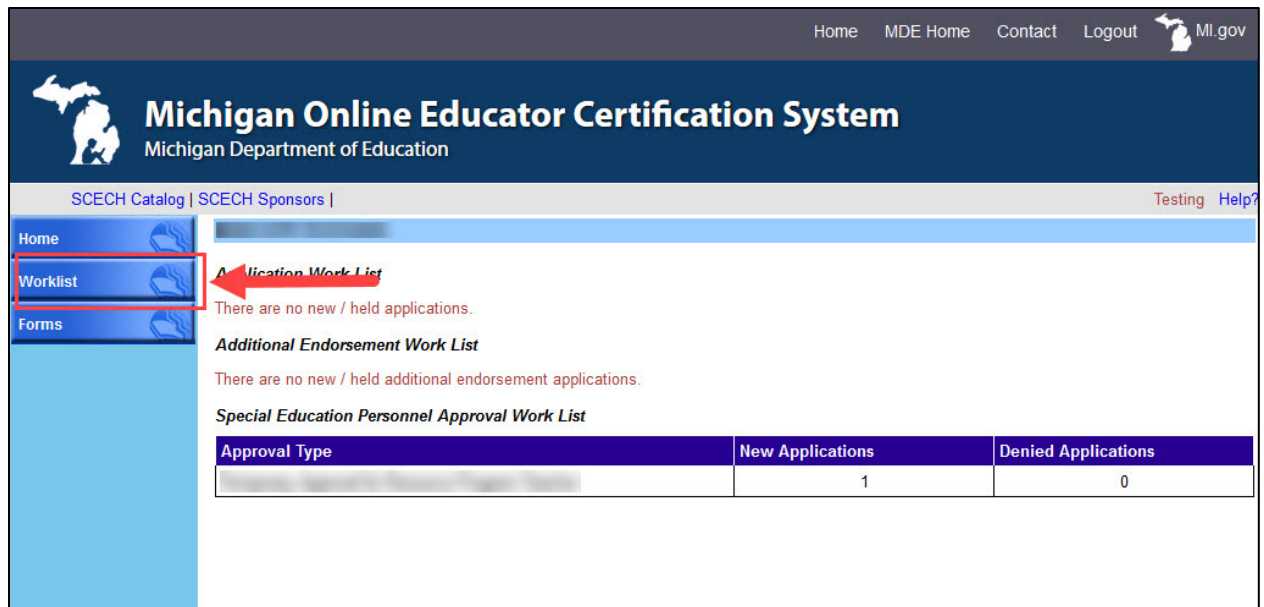 Home MDE Home Contact Logout MI.gov
Michigan Online Educator Certification System
Michigan Department of Education
SCECH Catalog | SCECH Sponsors | Testing Help?
Home
Worklist
Forms
Application Work List
There are no new / held applications.
Additional Endorsement Work List
There are no new / held additional endorsement applications.
Special Education Personnel Approval Work List
Approval Type New Applications Denied Applications
1 0